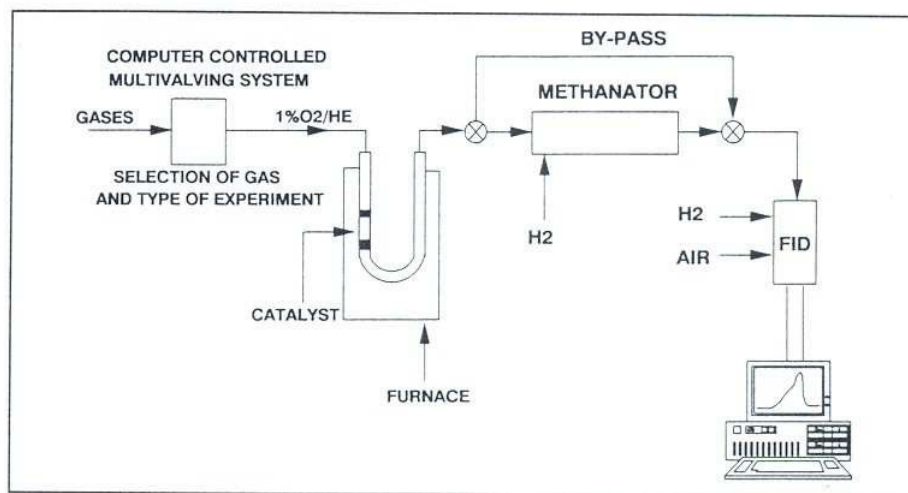 COMPUTER CONTROLLED
MULTIVALVING SYSTEM
GASES
1%O2/HE
SELECTION OF GAS
AND TYPE OF EXPERIMENT
BY-PASS
METHANATOR
H2
H2
AIR
FID
CATALYST
FURNACE